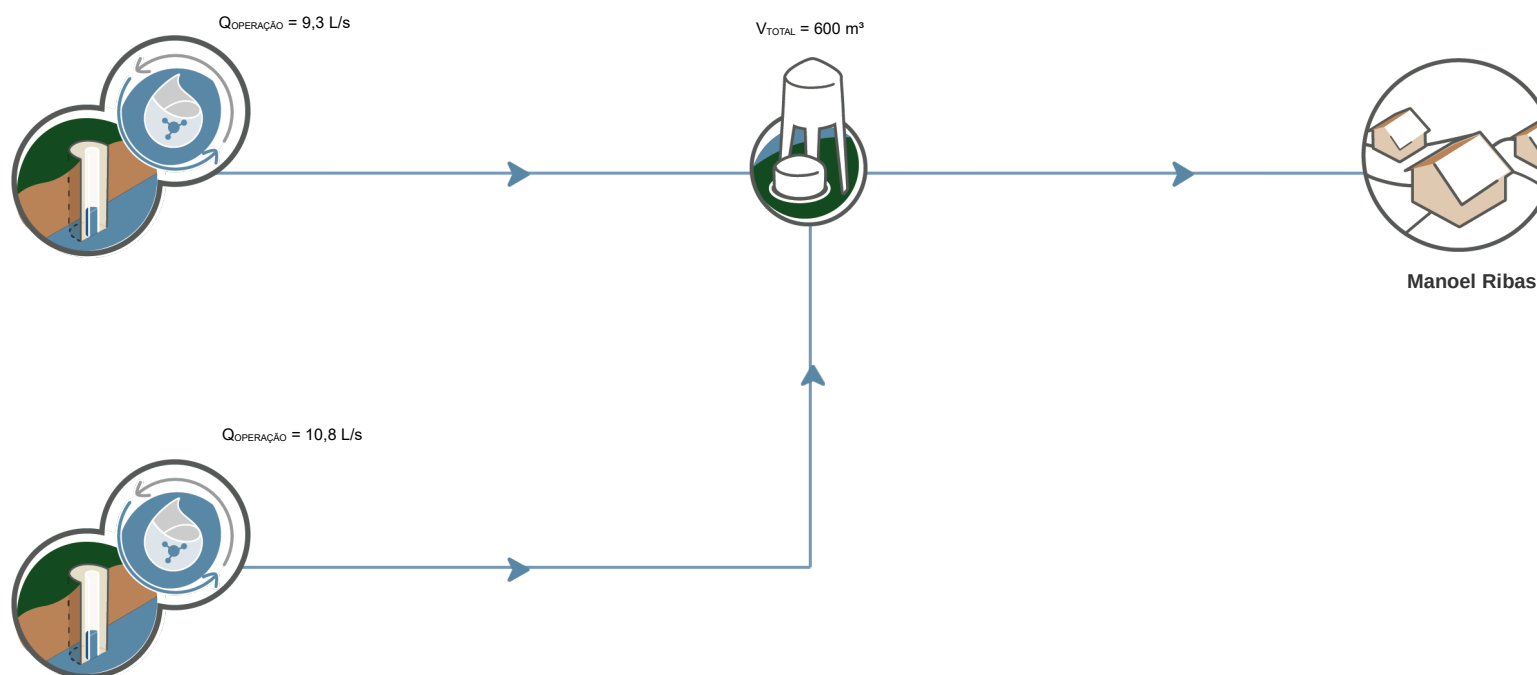 QOPERAÇÃO = 9,3 L/s
VTOTAL = 600 m³
Manoel Ribas
QOPERAÇÃO = 10,8 L/s